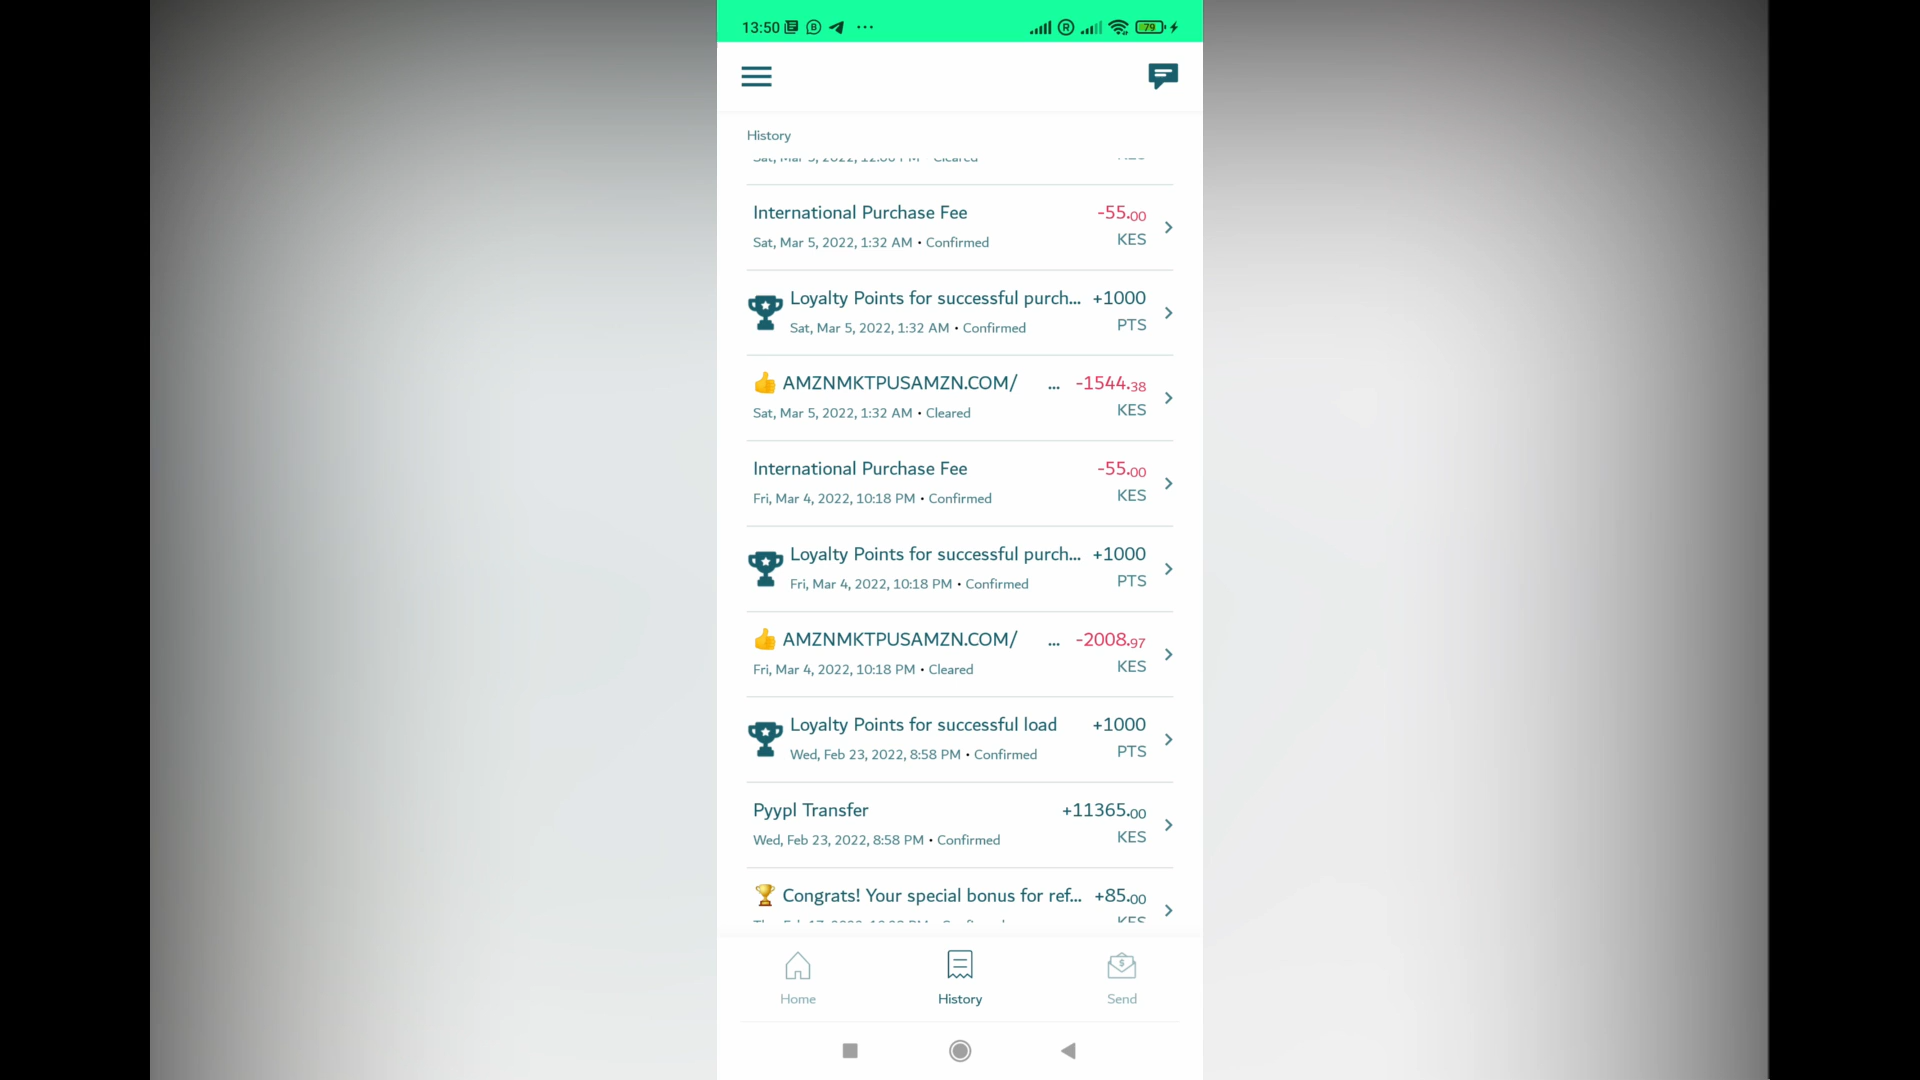 13:50
79
History
International Purchase Fee -55.00
Sat, Mar 5, 2022, 1:32 AM • Confirmed KES
Loyalty Points for successful purch... +1000
Sat, Mar 5, 2022, 1:32 AM • Confirmed PTS
👍 AMZNMKTPUSAMZN.COM/ ... -1544.38
Sat, Mar 5, 2022, 1:32 AM • Cleared KES
International Purchase Fee -55.00
Fri, Mar 4, 2022, 10:18 PM • Confirmed KES
Loyalty Points for successful purch... +1000
Fri, Mar 4, 2022, 10:18 PM • Confirmed PTS
👍 AMZNMKTPUSAMZN.COM/ ... -2008.97
Fri, Mar 4, 2022, 10:18 PM • Cleared KES
Loyalty Points for successful load +1000
Wed, Feb 23, 2022, 8:58 PM • Confirmed PTS
Pyypl Transfer +11365.00
Wed, Feb 23, 2022, 8:58 PM • Confirmed KES
🏆 Congrats! Your special bonus for ref... +85.00
KES
Home History Send